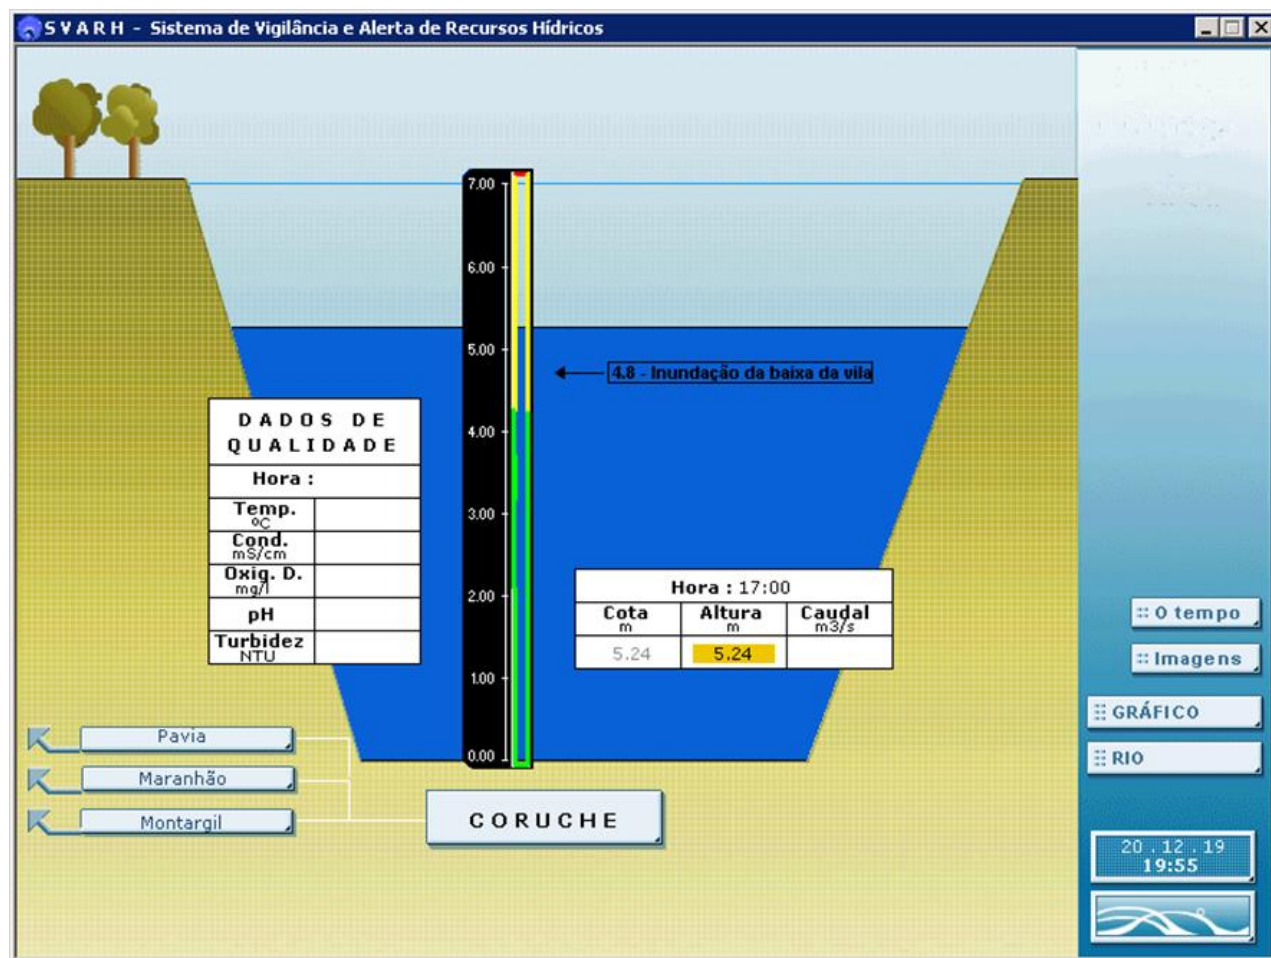 SVARH - Sistema de Vigilância e Alerta de Recursos Hídricos
7.00
6.00
5.00
4.8 - Inundação da baixa da vila
4.00
3.00
2.00
1.00
0.00
DADOS DE
QUALIDADE
Hora :
Temp.
ºC
Cond.
mS/cm
Oxig. D.
mg/l
pH
Turbidez
NTU
Hora : 17:00
Cota Altura Caudal
m m m3/s
5.24 5.24
Pavia
Maranhão
Montargil
CORUCHE
O tempo
Imagens
GRÁFICO
RIO
20 . 12 . 19
19:55